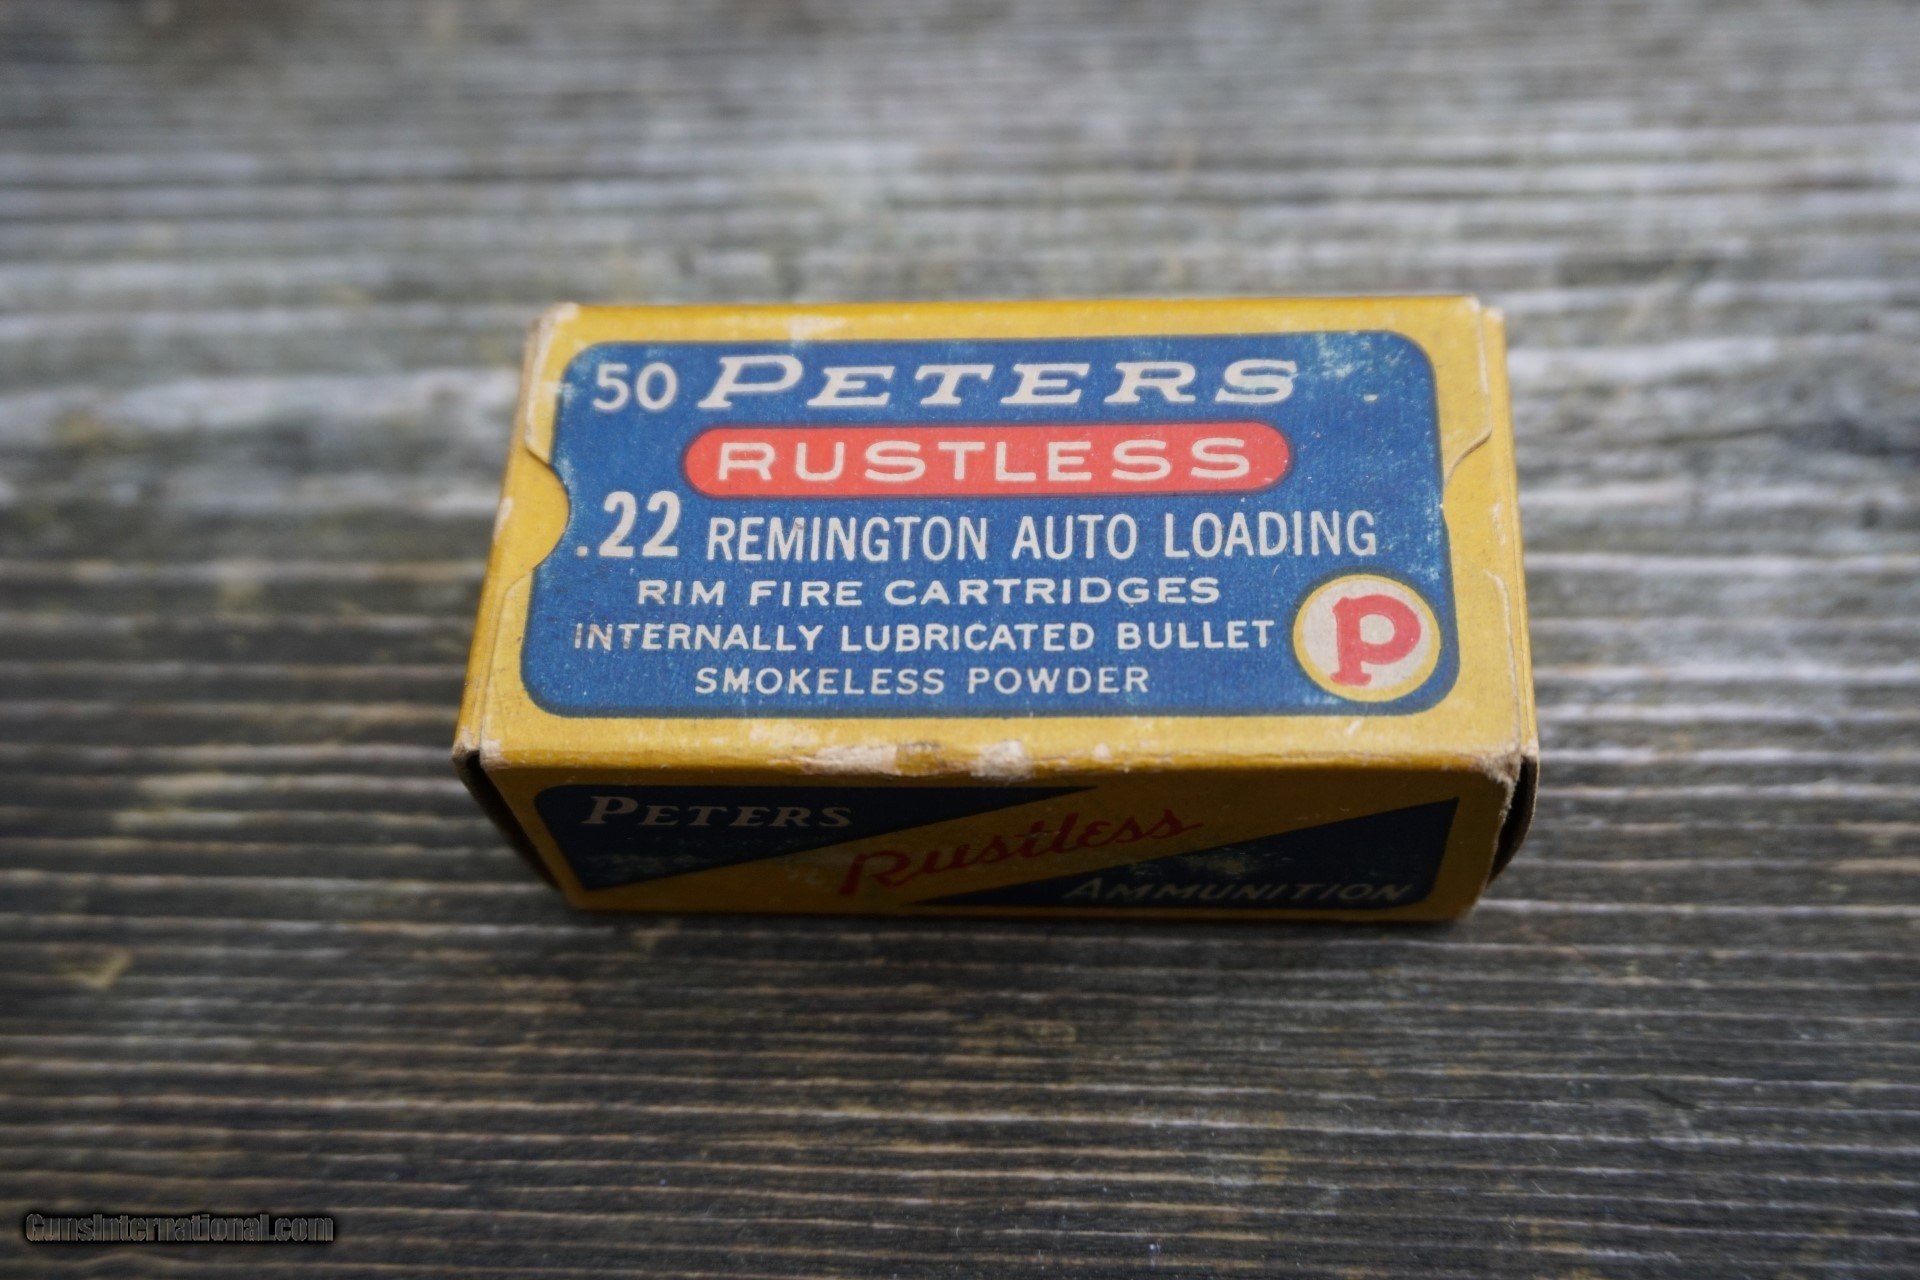 50 PETERS
RUSTLESS
.22 REMINGTON AUTO LOADING
RIM FIRE CARTRIDGES
INTERNALLY LUBRICATED BULLET
SMOKELESS POWDER
P
PETERS
Rustless
AMMUNITION
GunsInternational.com